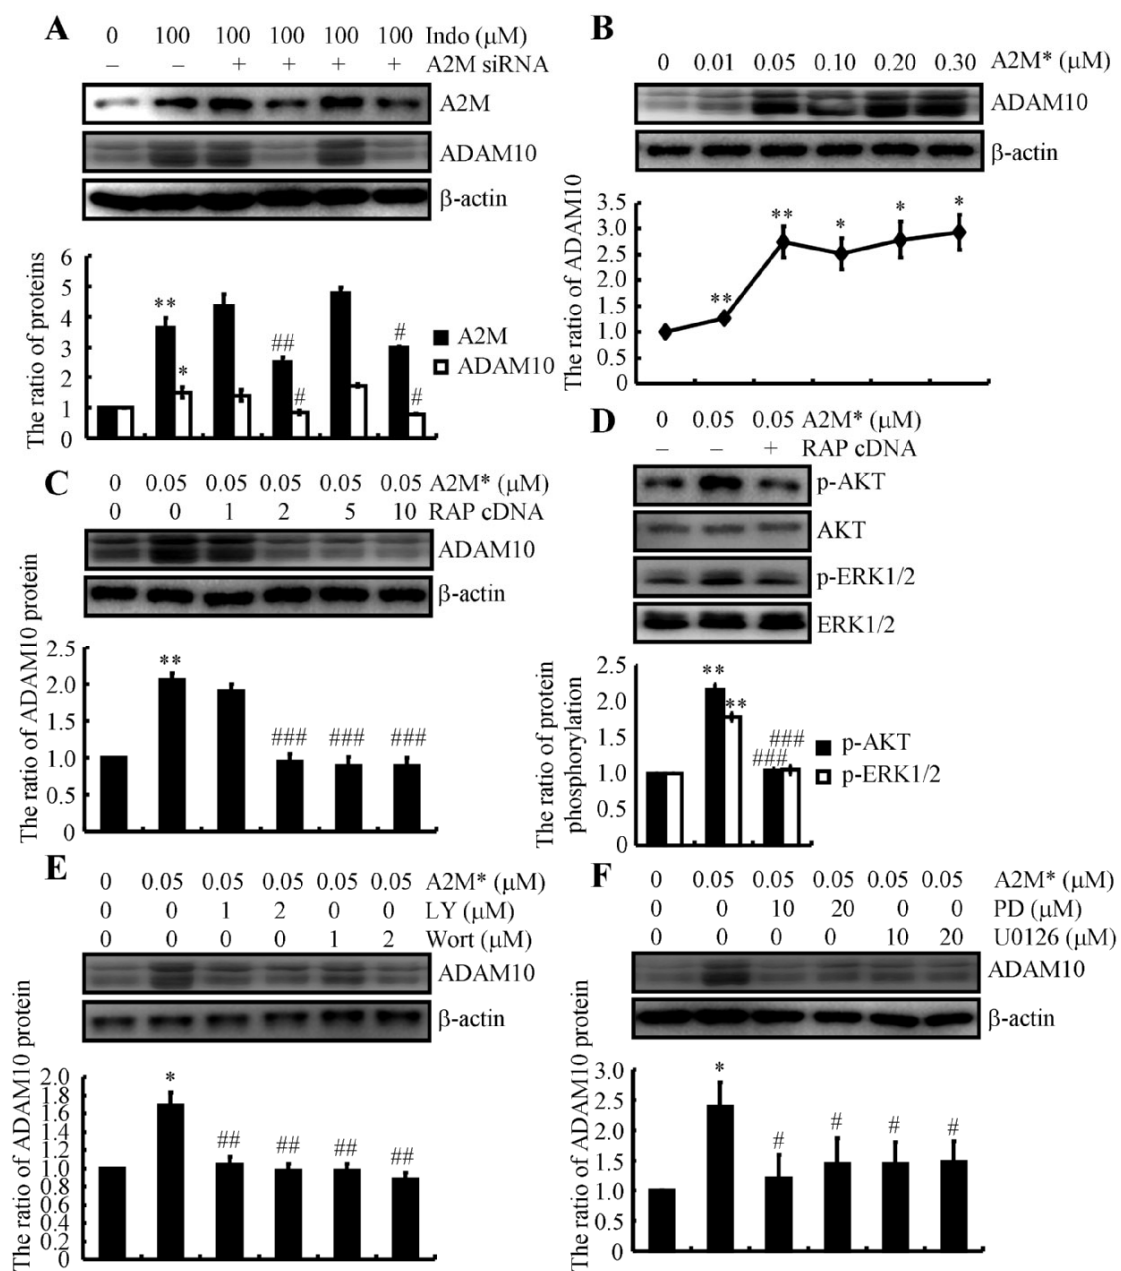 A
0 100 100 100 100 100 Indo (μM)
– – + + + + A2M siRNA
A2M
ADAM10
β-actin
The ratio of proteins
6
5
4
3
2
1
0
** * ## # # #
A2M
ADAM10
B
0 0.01 0.05 0.10 0.20 0.30 A2M* (μM)
ADAM10
β-actin
The ratio of ADAM10
3.5
3.0
2.5
2.0
1.5
1.0
0.5
0
** ** * * *
C
0 0.05 0.05 0.05 0.05 0.05 A2M* (μM)
0 0 1 2 5 10 RAP cDNA
ADAM10
β-actin
The ratio of ADAM10 protein
2.5
2.0
1.0
0.5
0
** ### ### ###
D
0 0.05 0.05 A2M* (μM)
– – + RAP cDNA
p-AKT
AKT
p-ERK1/2
ERK1/2
The ratio of protein
phosphorylation
2.5
2.0
1.5
1.0
0.5
0
** ** ### ###
p-AKT
p-ERK1/2
E
0 0.05 0.05 0.05 0.05 0.05 A2M* (μM)
0 0 1 2 0 0 LY (μM)
0 0 0 0 1 2 Wort (μM)
ADAM10
β-actin
The ratio of ADAM10 protein
2.0
1.8
1.6
1.4
1.2
1.0
0.8
0.6
0.4
0.2
0
* ## ## ## ##
F
0 0.05 0.05 0.05 0.05 0.05 A2M* (μM)
0 0 10 20 0 0 PD (μM)
0 0 0 0 10 20 U0126 (μM)
ADAM10
β-actin
The ratio of ADAM10 protein
3.0
2.5
2.0
1.5
1.0
0.5
0
* # # # #